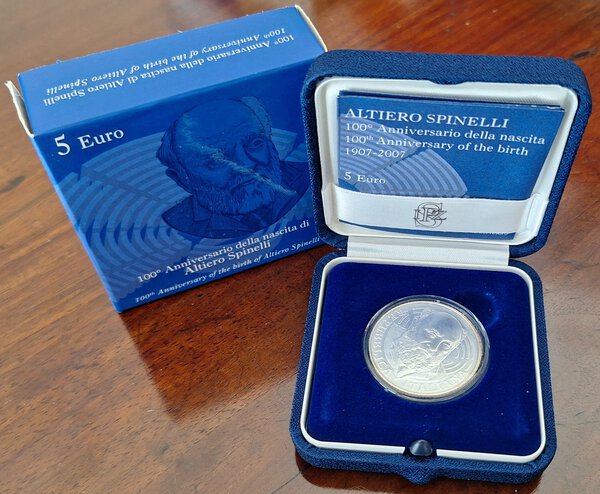 100° Anniversario della nascita di Altiero Spinelli
100th Anniversary of the birth of Altiero Spinelli
5 Euro
100° Anniversario della nascita di
Altiero Spinelli
100th Anniversary of the birth of Altiero Spinelli
ALTIERO SPINELLI
100° Anniversario della nascita
100th Anniversary of the birth
1907-2007
5 Euro